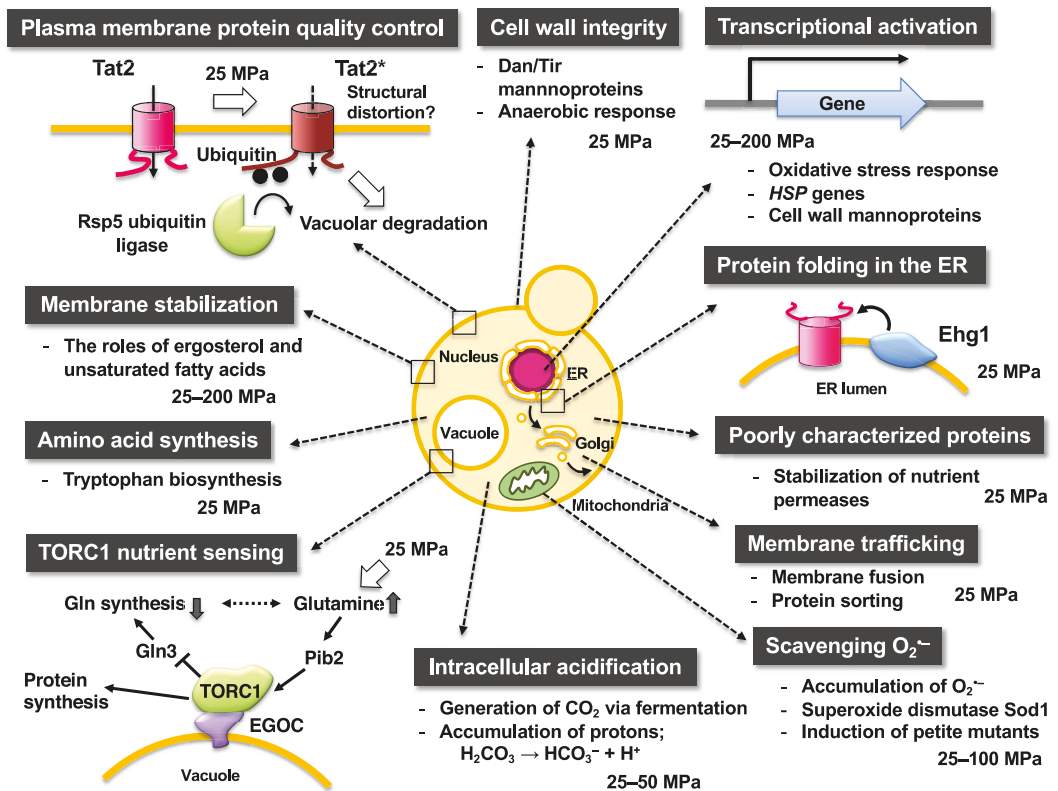 Plasma membrane protein quality control
Tat2
25 MPa
Tat2*
Structural
distortion?
Ubiquitin
Rsp5 ubiquitin
ligase
Vacuolar degradation
Cell wall integrity
- Dan/Tir
mannnoproteins
- Anaerobic response
25 MPa
Transcriptional activation
Gene
25–200 MPa
- Oxidative stress response
- HSP genes
- Cell wall mannoproteins
Membrane stabilization
- The roles of ergosterol and
unsaturated fatty acids
25–200 MPa
Protein folding in the ER
Ehg1
25 MPa
ER lumen
Nucleus
ER
Vacuole
Golgi
Mitochondria
Amino acid synthesis
- Tryptophan biosynthesis
25 MPa
Poorly characterized proteins
- Stabilization of nutrient
permeases
25 MPa
TORC1 nutrient sensing
25 MPa
Gln synthesis
Glutamine
Gln3
Pib2
Protein
synthesis
TORC1
EGOC
Vacuole
Membrane trafficking
- Membrane fusion
- Protein sorting
25 MPa
Intracellular acidification
- Generation of CO₂ via fermentation
- Accumulation of protons;
H₂CO₃ → HCO₃⁻ + H⁺
25–50 MPa
Scavenging O₂•–
- Accumulation of O₂•–
- Superoxide dismutase Sod1
- Induction of petite mutants
25–100 MPa